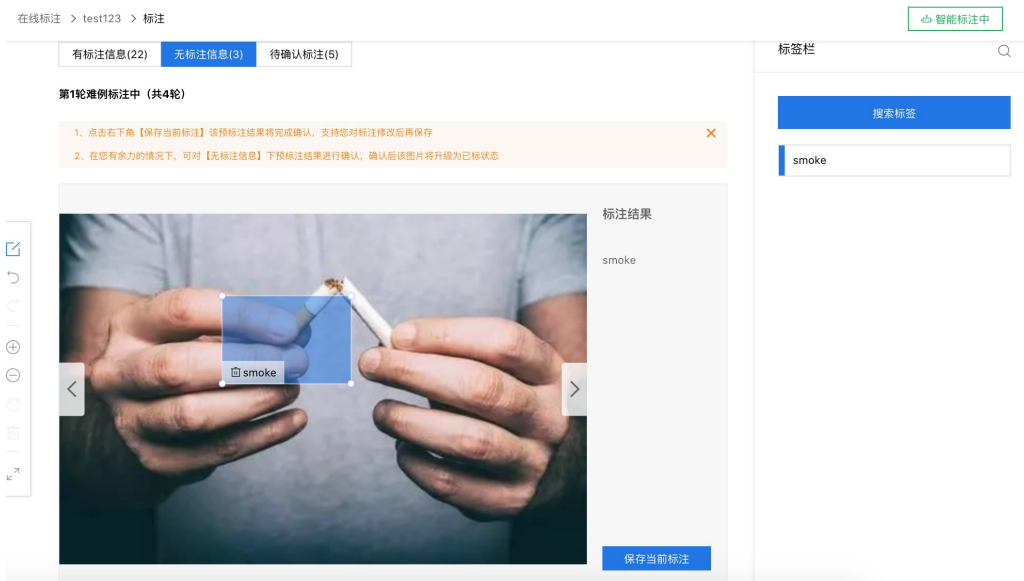 在线标注 > test123 > 标注
智能标注中
有标注信息(22) 无标注信息(3) 待确认标注(5)
标签栏
第1轮难例标注中（共4轮）
搜索标签
1、点击右下角【保存当前标注】该预标注结果将完成确认，支持您对标注修改后再保存
2、在您有余力的情况下，可对【无标注信息】下预标注结果进行确认，确认后该图片将升级为已标状态
smoke
标注结果
smoke
smoke
保存当前标注